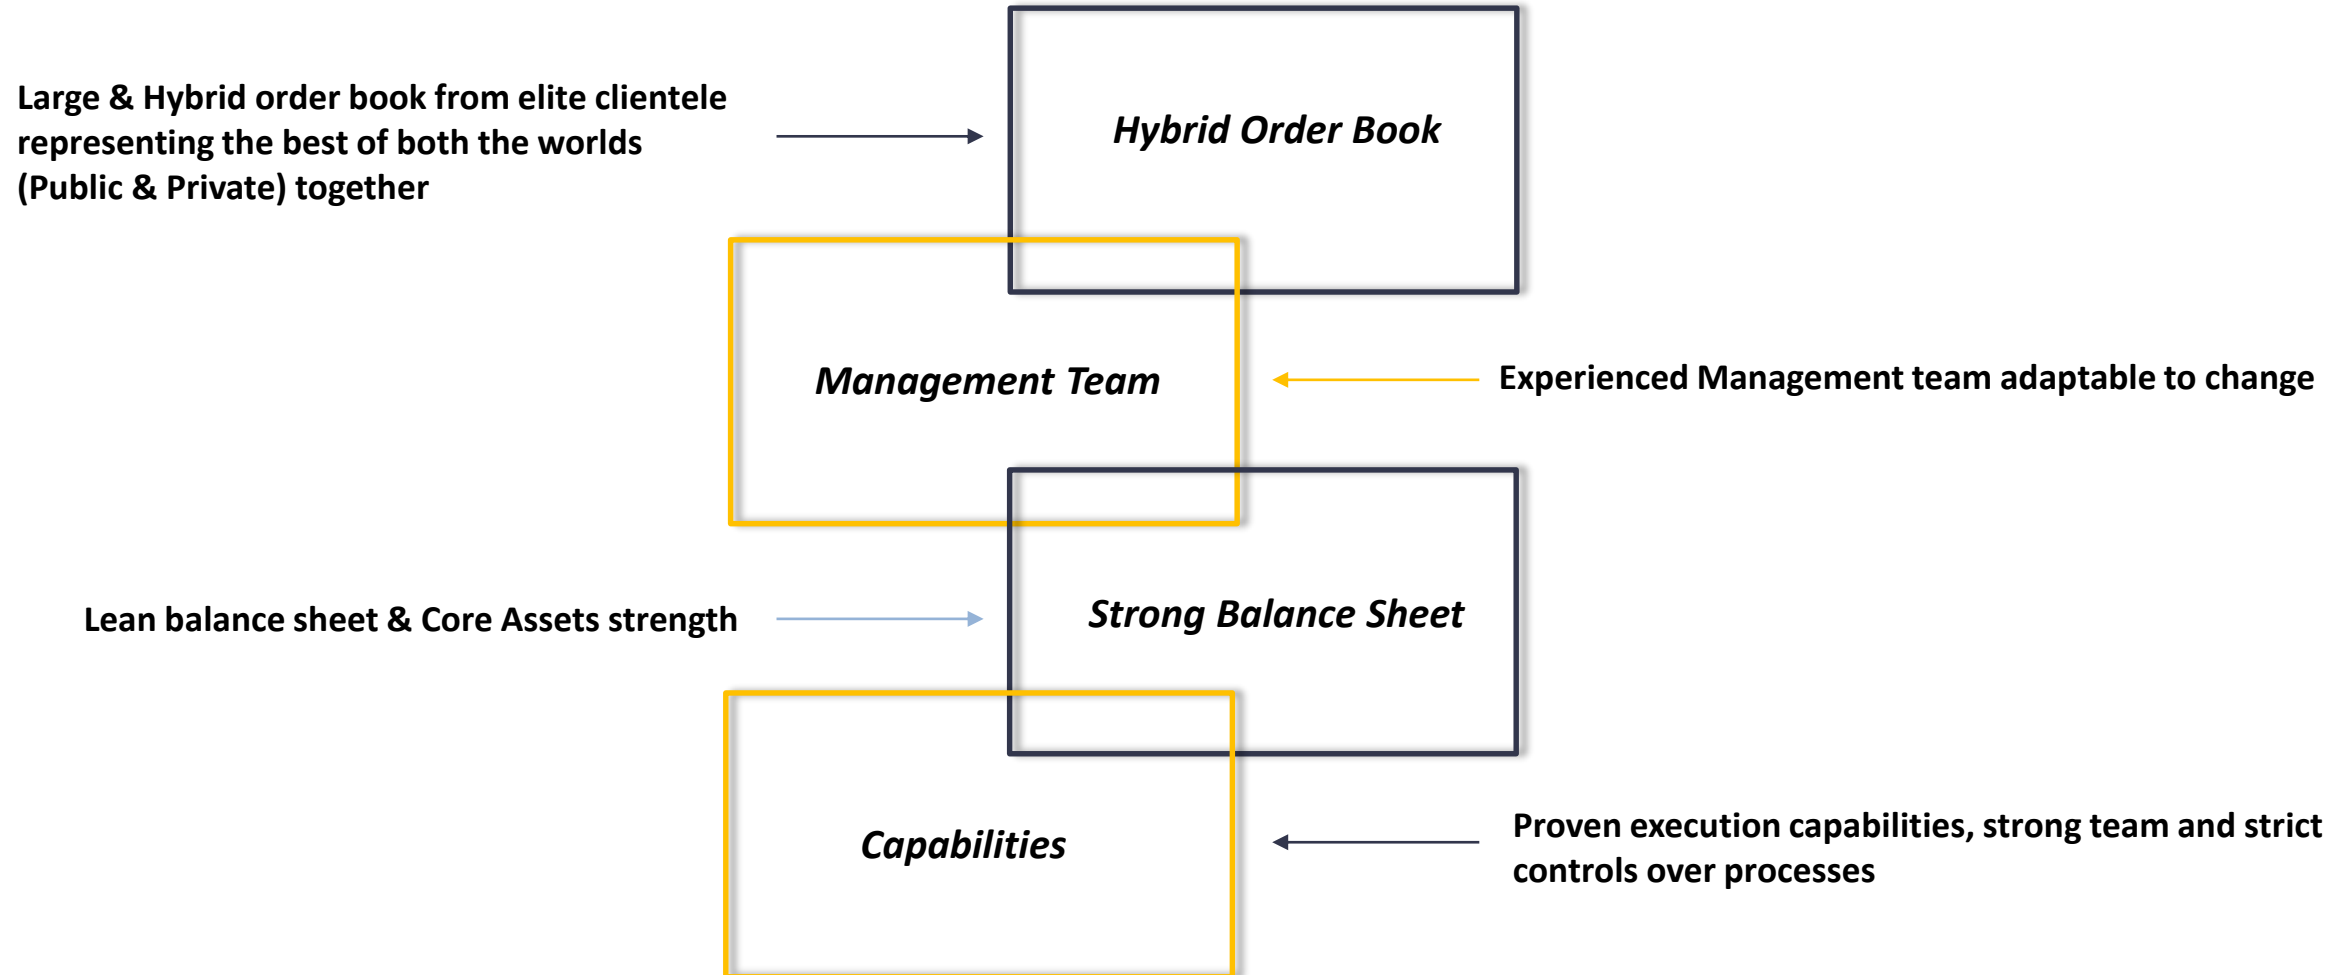 Large & Hybrid order book from elite clientele
representing the best of both the worlds
(Public & Private) together
Hybrid Order Book
Management Team
Experienced Management team adaptable to change
Lean balance sheet & Core Assets strength
Strong Balance Sheet
Capabilities
Proven execution capabilities, strong team and strict
controls over processes